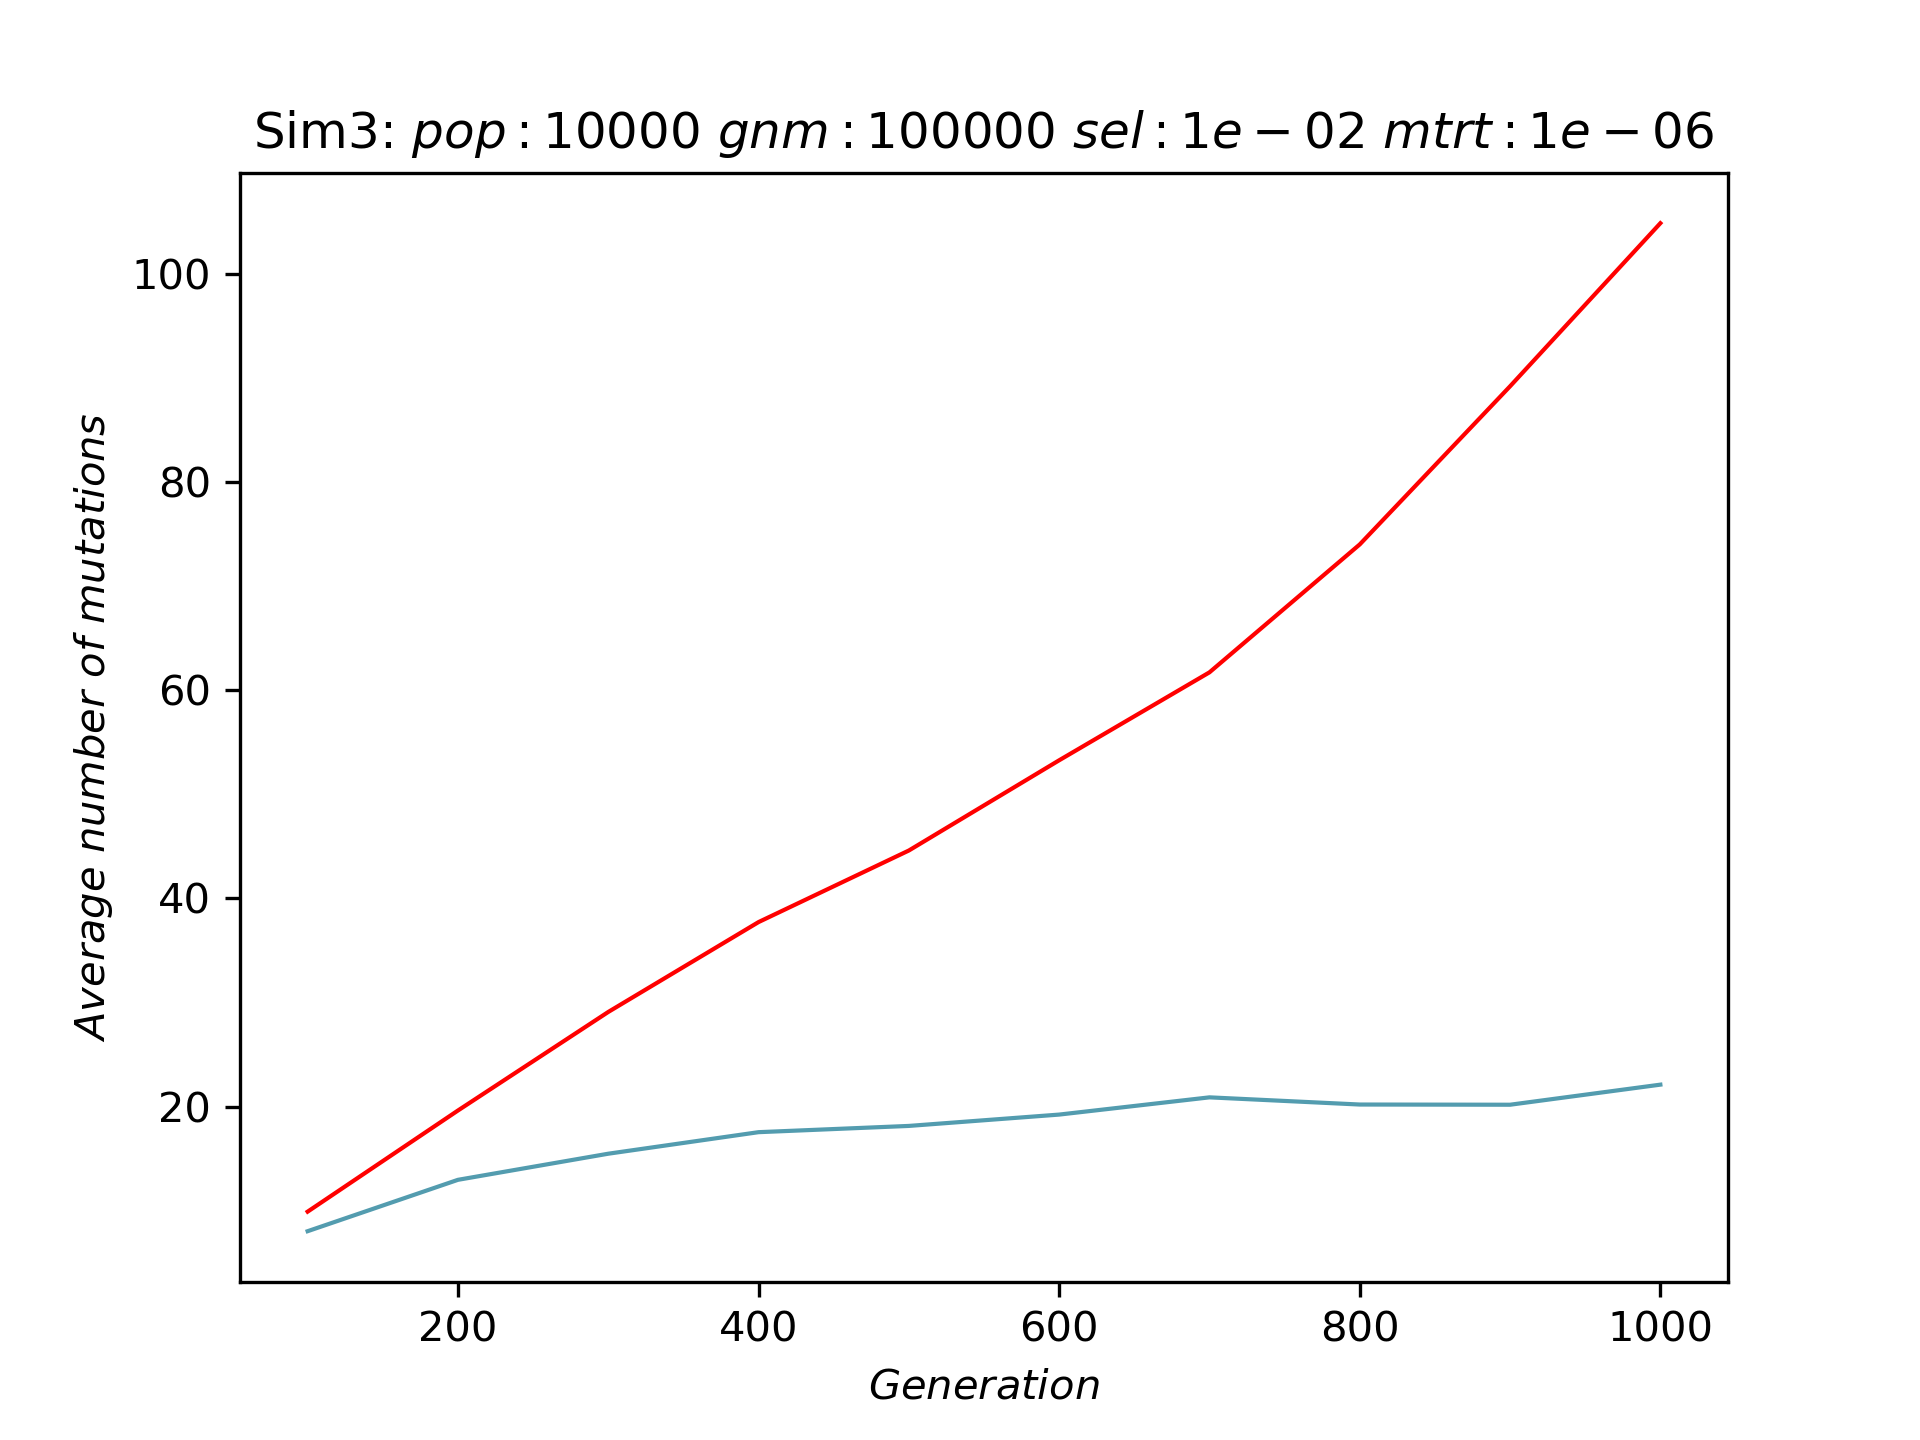 Sim3: pop : 10000 gnm : 100000 sel : 1e − 02 mtrt : 1e − 06
100
80
60
40
20
Average number of mutations
200 400 600 800 1000
Generation